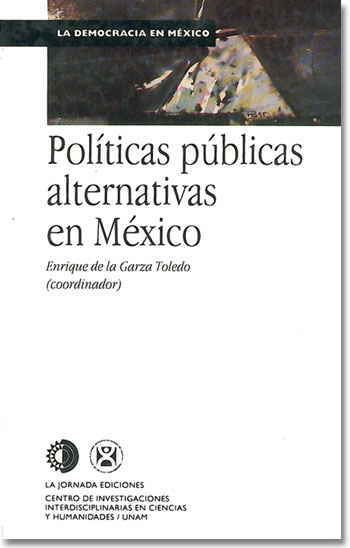 LA DEMOCRACIA EN MÉXICO
Políticas públicas
alternativas
en México
Enrique de la Garza Toledo
(coordinador)
LA JORNADA EDICIONES
CENTRO DE INVESTIGACIONES
INTERDISCIPLINARIAS EN CIENCIAS
Y HUMANIDADES / UNAM